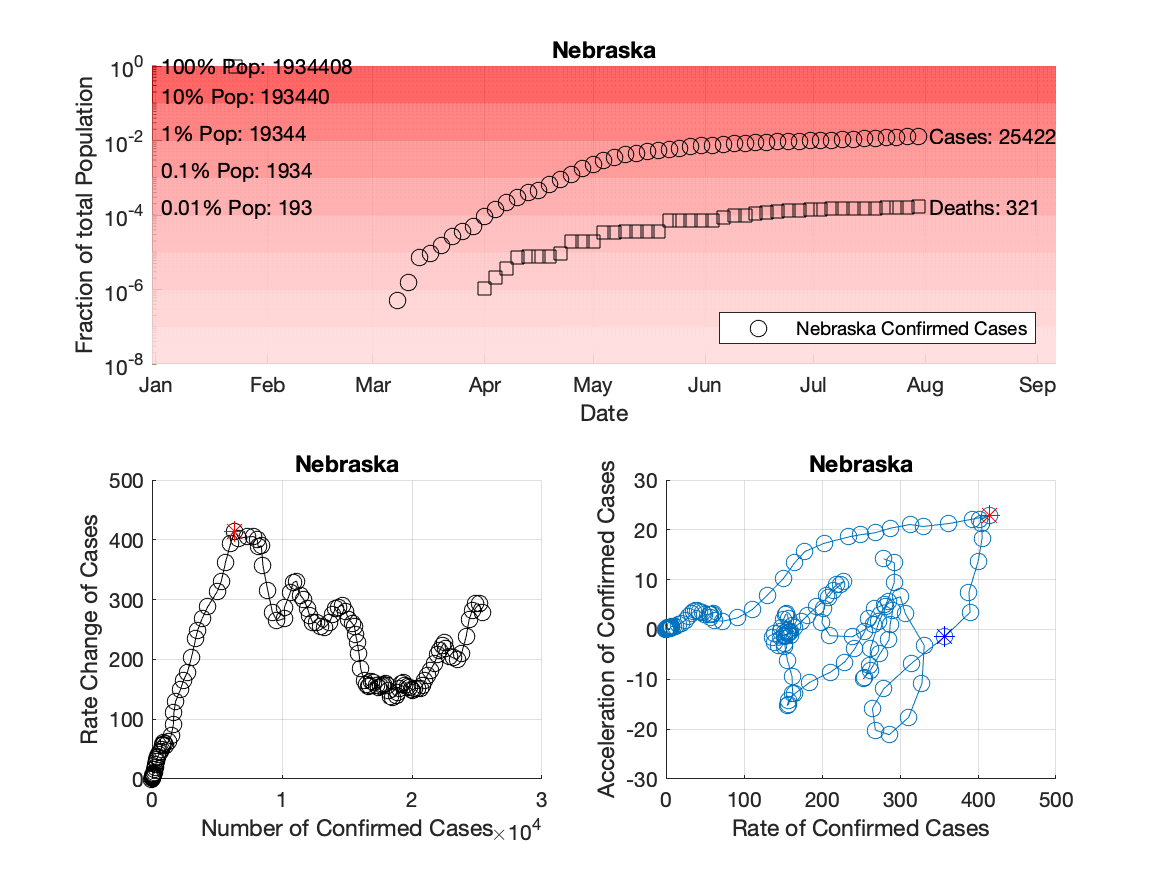 Nebraska
10^0
10^-2
10^-4
10^-6
10^-8
Fraction of total Population
100% Pop: 1934408
10% Pop: 193440
1% Pop: 19344
0.1% Pop: 1934
0.01% Pop: 193
Cases: 25422
Deaths: 321
Nebraska Confirmed Cases
Jan Feb Mar Apr May Jun Jul Aug Sep
Date
Nebraska
500
400
300
200
100
0
Rate Change of Cases
0 1 2 3
Number of Confirmed Cases
×10^4
Nebraska
30
20
10
0
-10
-20
-30
Acceleration of Confirmed Cases
0 100 200 300 400 500
Rate of Confirmed Cases